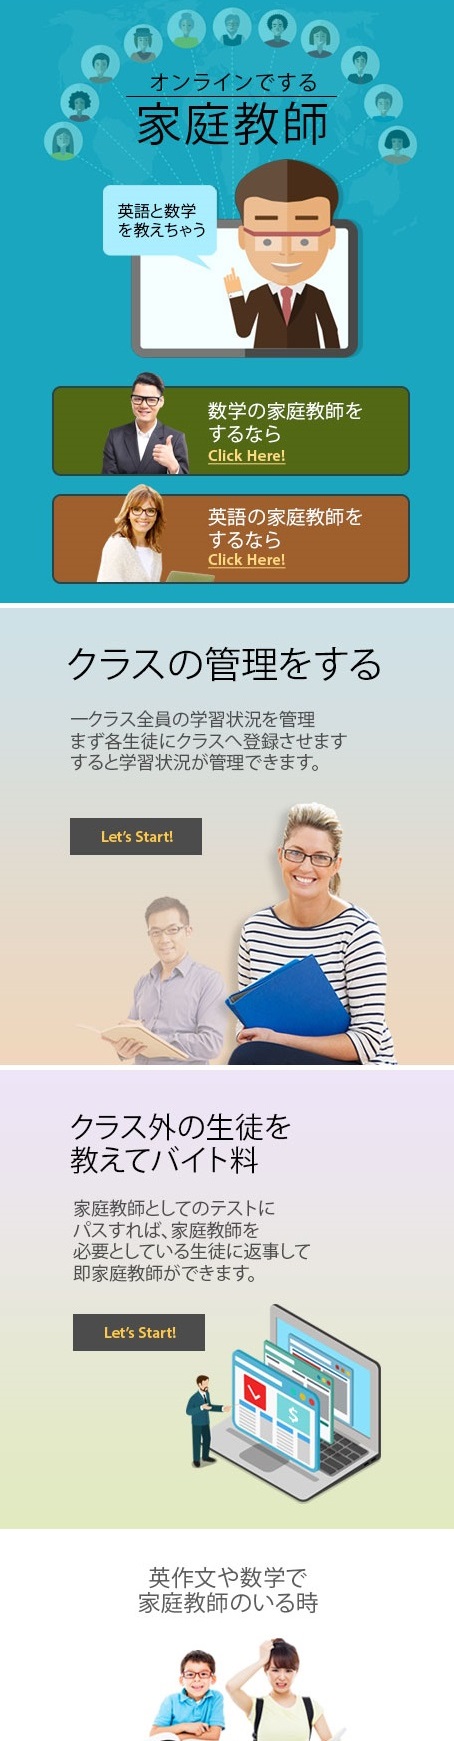 オンラインでする
家庭教師
英語と数学
を教えちゃう
数学の家庭教師を
するなら
Click Here!
英語の家庭教師を
するなら
Click Here!
クラスの管理をする
一クラス全員の学習状況を管理
まず各生徒にクラスへ登録させます
すると学習状況が管理できます。
Let's Start!
クラス外の生徒を
教えてバイト料
家庭教師としてのテストに
パスすれば、家庭教師を
必要としている生徒に返事して
即家庭教師ができます。
Let's Start!
$
英作文や数学で
家庭教師のいる時